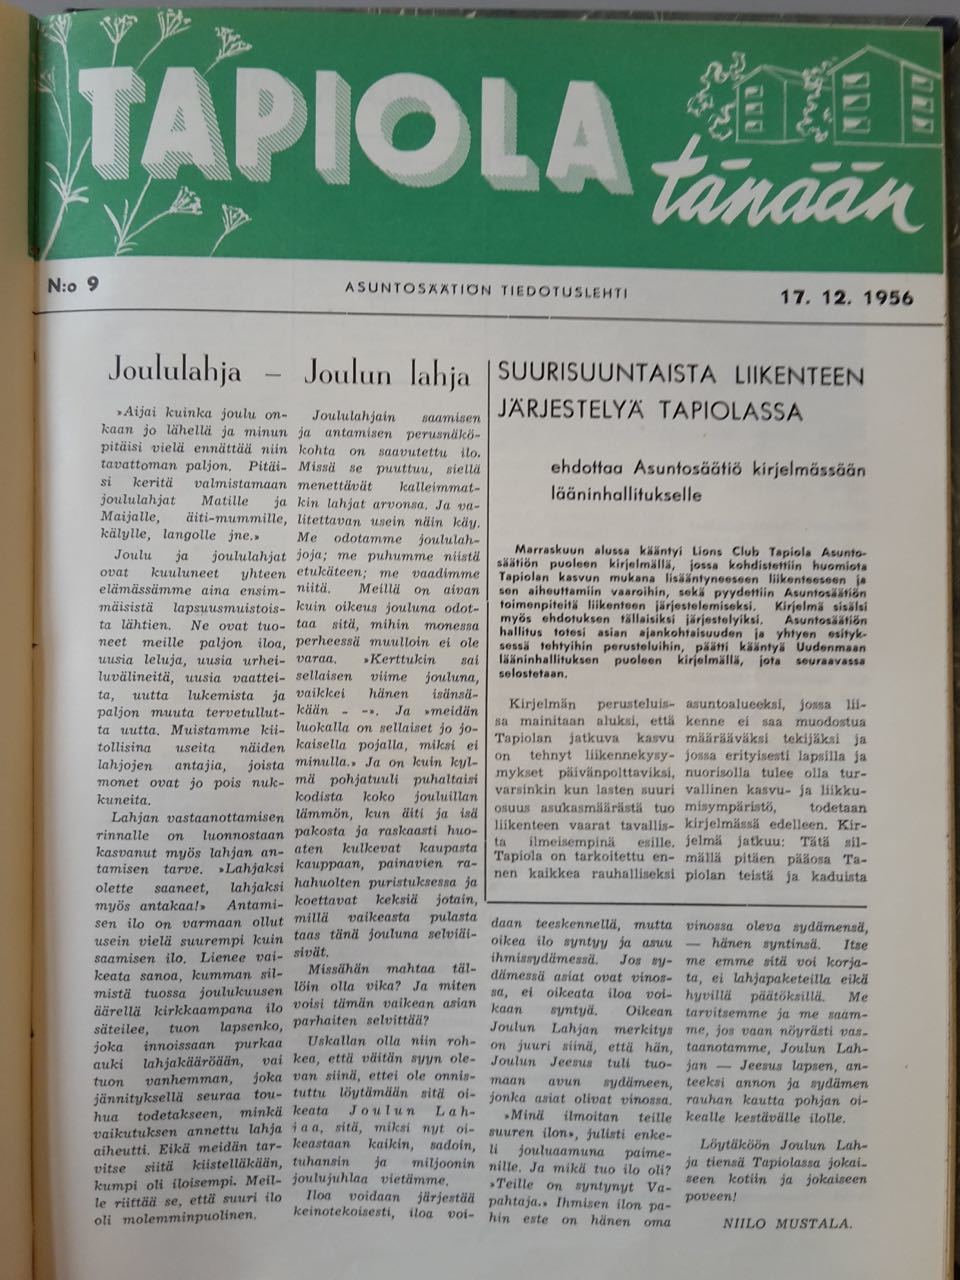 TAPIOLA
tänään
N:o 9
ASUNTOSÄÄTIÖN TIEDOTUSLEHTI
17. 12. 1956
Joululahja — Joulun lahja
»Aijai kuinka joulu on-
kaan jo lähellä ja minun
pitäisi vielä ennättää niin
tavattoman paljon. Pitäi-
si keritä valmistamaan
joululahjat Matille ja
Maijalle, äiti-mummille,
kälylle, langolle jne.»
Joulu ja joululahjat
ovat kuuluneet yhteen
elämässämme aina ensim-
mäisistä lapsuusmuistois-
ta lähtien. Ne ovat tuo-
neet meille paljon iloa,
uusia leluja, uusia urhei-
luvälineitä, uusia vaattei-
ta, uutta lukemista ja
paljon muuta tervetullut-
ta uutta. Muistamme kii-
tollisina useita näiden
lahjojen antajia, joista
monet ovat jo pois nuk-
kuneita.
Lahjan vastaanottamisen
rinnalle on luonnostaan
kasvanut myös lahjan an-
tamisen tarve. »Lahjaksi
olette saaneet, lahjaksi
myös antakaa!» Antami-
sen ilo on varmaan ollut
usein vielä suurempi kuin
saamisen ilo. Lienee vai-
keata sanoa, kumman sil-
mistä tuossa joulukuusen
äärellä kirkkaampana ilo
säteilee, tuon lapsenko,
joka innoissaan purkaa
auki lahjakääröään, vai
tuon vanhemman, joka
jännityksellä seuraa tou-
hua todetakseen, minkä
vaikutuksen annettu lahja
aiheutti. Eikä meidän tar-
vitse siitä kiistelläkään,
kumpi oli iloisempi. Meil-
le riittää se, että suuri ilo
oli molemminpuolinen.
Joululahjain saamisen
ja antamisen perusnäkö-
kohta on saavutettu ilo.
Missä se puuttuu, siellä
menettävät kalleimmat-
kin lahjat arvonsa. Ja va-
litettavan usein näin käy.
Me odotamme joululah-
joja; me puhumme niistä
etukäteen; me vaadimme
niitä. Meillä on aivan
kuin oikeus jouluna odot-
taa sitä, mihin monessa
perheessä muulloin ei ole
varaa. »Kerttukin sai
sellaisen viime jouluna,
vaikkei hänen isänsä-
kään - -». Ja »meidän
luokalla on sellaiset jo jo-
kaisella pojalla, miksi ei
minulla.» Ja on kuin kyl-
mä pohjatuuli puhaltaisi
kodista koko jouluillan
lämmön, kun äiti ja isä
pakosta ja raskaasti huo-
aten kulkevat kaupasta
kauppaan, painavien ra-
hahuolten puristuksessa ja
koettavat keksiä jotain,
millä vaikeasta pulasta
taas tänä jouluna selviäi-
sivät.
Missähän mahtaa täl-
löin olla vika? Ja miten
voisi tämän vaikean asian
parhaiten selvittää?
Uskallan olla niin roh-
kea, että väitän syyn ole-
van siinä, ettei ole onnis-
tuttu löytämään sitä oi-
keata Joulun Lah-
jaa, sitä, miksi nyt oi-
keastaan kaikin, sadoin,
tuhansin ja miljoonin
joulujuhlaa vietämme.
Iloa voidaan järjestää
keinotekoisesti, iloa voi-
daan teeskennellä, mutta
oikea ilo syntyy ja asuu
ihmissydämessä. Jos sy-
dämessä asiat ovat vinos-
sa, ei oikeata iloa voi-
kaan syntyä. Oikean
Joulun Lahjan merkitys
on juuri siinä, että hän,
Joulun Jeesus tuli tuo-
maan avun sydämeen,
jonka asiat olivat vinossa.
»Minä ilmoitan teille
suuren ilon», julisti enke-
li jouluaamuna paime-
nille. Ja mikä tuo ilo oli?
»Teille on syntynyt Va-
pahtaja.» Ihmisen ilon pa-
hin este on hänen oma
vinossa oleva sydämensä,
— hänen syntinsä. Itse
me emme sitä voi korja-
ta, ei lahjapaketeilla eikä
hyvillä päätöksillä. Me
tarvitsemme ja me saam-
me, jos vaan nöyrästi vas-
taanotamme, Joulun Lah-
jan — Jeesus lapsen, an-
teeksi annon ja sydämen
rauhan kautta pohjan oi-
kealle kestävälle ilolle.
Löytäköön Joulun Lah-
ja tiensä Tapiolassa jokai-
seen kotiin ja jokaiseen
poveen!
NIILO MUSTALA.
SUURISUUNTAISTA LIIKENTEEN
JÄRJESTELYÄ TAPIOLASSA
ehdottaa Asuntosäätiö kirjelmässään
lääninhallitukselle
Marraskuun alussa kääntyi Lions Club Tapiola Asunto-
säätiön puoleen kirjelmällä, jossa kohdistettiin huomiota
Tapiolan kasvun mukana lisääntyneeseen liikenteeseen ja
sen aiheuttamiin vaaroihin, sekä pyydettiin Asuntosäätiön
toimenpiteitä liikenteen järjestelemiseksi. Kirjelmä sisälsi
myös ehdotuksen tällaisiksi järjestelyiksi. Asuntosäätiön
hallitus totesi asian ajankohtaisuuden ja yhtyen esityk-
sessä tehtyihin perusteluihin, päätti kääntyä Uudenmaan
lääninhallituksen puoleen kirjelmällä, jota seuraavassa
selostetaan.
Kirjelmän perusteluis-
sa mainitaan aluksi, että
Tapiolan jatkuva kasvu
on tehnyt liikennekysy-
mykset päivänpolttaviksi,
varsinkin kun lasten suuri
osuus asukasmäärästä tuo
liikenteen vaarat tavallis-
ta ilmeisempinä esille.
Tapiola on tarkoitettu en-
nen kaikkea rauhalliseksi
asuntoalueeksi, jossa lii-
kenne ei saa muodostua
määrääväksi tekijäksi ja
jossa erityisesti lapsilla ja
nuorisolla tulee olla tur-
vallinen kasvu- ja liikku-
misympäristö, todetaan
kirjelmässä edelleen. Kir-
jelmä jatkuu: Tätä sil-
mällä pitäen pääosa Ta-
piolan teistä ja kaduista